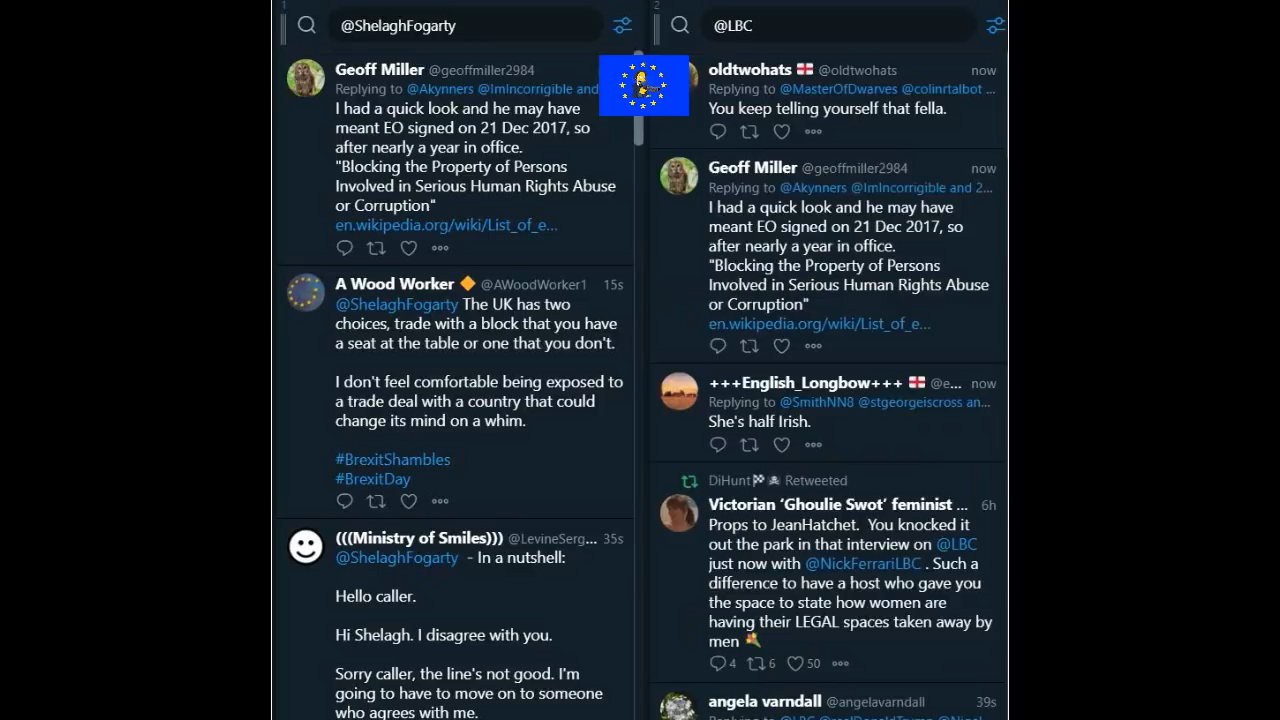 1
@ShelaghFogarty
Geoff Miller @geoffmiller2984
Replying to @Akynners @ImIncorrigible and
I had a quick look and he may have
meant EO signed on 21 Dec 2017, so
after nearly a year in office.
"Blocking the Property of Persons
Involved in Serious Human Rights Abuse
or Corruption"
en.wikipedia.org/wiki/List_of_e...
A Wood Worker 🔶 @AWoodWorker1 15s
@ShelaghFogarty The UK has two
choices, trade with a block that you have
a seat at the table or one that you don't.
I don't feel comfortable being exposed to
a trade deal with a country that could
change its mind on a whim.
#BrexitShambles
#BrexitDay
(((Ministry of Smiles))) @LevineSerg... 35s
@ShelaghFogarty - In a nutshell:
Hello caller.
Hi Shelagh. I disagree with you.
Sorry caller, the line's not good. I'm
going to have to move on to someone
who agrees with me.
2
@LBC
oldtwohats 🏴󠁧󠁢󠁥󠁮󠁧󠁿 @oldtwohats now
Replying to @MasterOfDwarves @colinrtalbot ...
You keep telling yourself that fella.
Geoff Miller @geoffmiller2984 now
Replying to @Akynners @ImIncorrigible and 2...
I had a quick look and he may have
meant EO signed on 21 Dec 2017, so
after nearly a year in office.
"Blocking the Property of Persons
Involved in Serious Human Rights Abuse
or Corruption"
en.wikipedia.org/wiki/List_of_e...
+++English_Longbow+++ 🏴󠁧󠁢󠁥󠁮󠁧󠁿 @e... now
Replying to @SmithNN8 @stgeorgeiscross an...
She's half Irish.
DiHunt🏁☠ Retweeted
Victorian ‘Ghoulie Swot’ feminist ... 6h
Props to JeanHatchet. You knocked it
out the park in that interview on @LBC
just now with @NickFerrariLBC . Such a
difference to have a host who gave you
the space to state how women are
having their LEGAL spaces taken away by
men 💐
4 6 50
angela varndall @angelavarndall 39s
Replying to @LBC @realDonaldTrump @Nigel